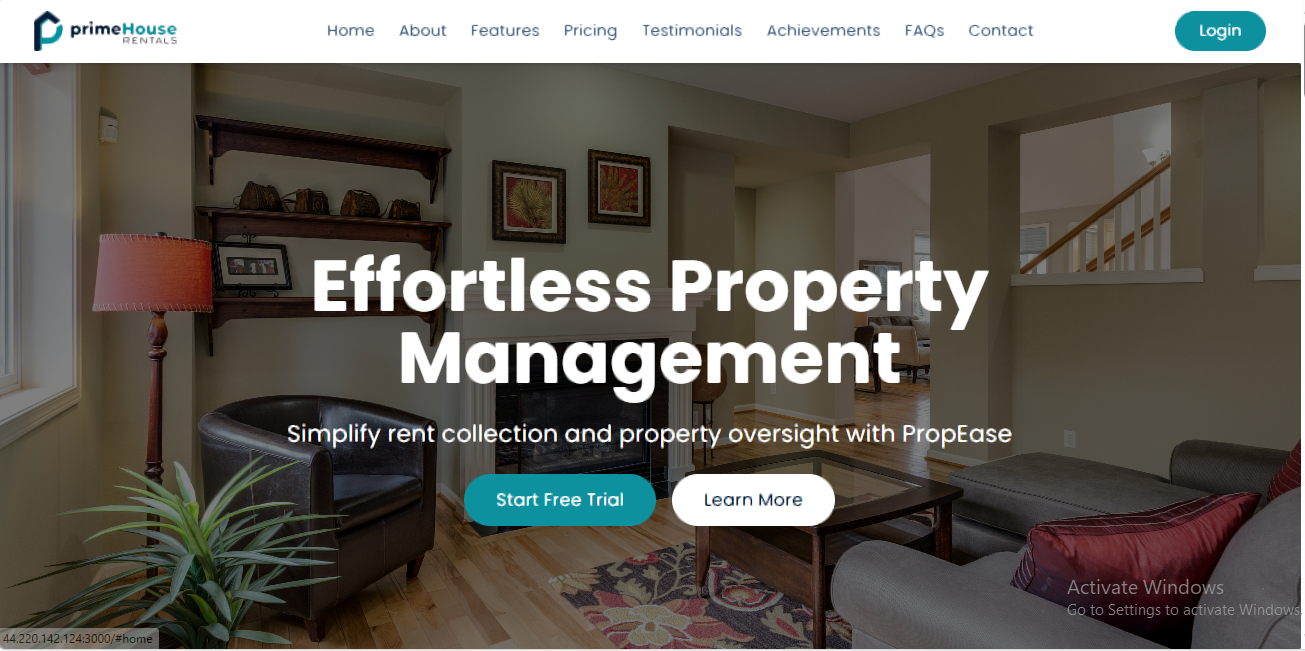 primeHouse
RENTALS
Home About Features Pricing Testimonials Achievements FAQs Contact
Login
Effortless Property
Management
Simplify rent collection and property oversight with PropEase
Start Free Trial Learn More
Activate Windows
Go to Settings to activate Windows
44.220.142.124:3000/#home